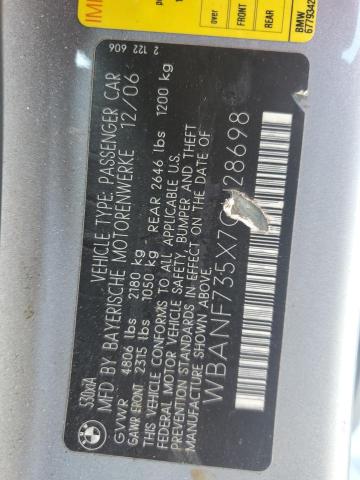 530xiA 2 122 606
VEHICLE TYPE: PASSENGER CAR
MFD BY BAYERISCHE MOTORENWERKE 12/06
GVWR 4806 lbs 2180 kg
GAWR FRONT 2315 lbs 1050 kg REAR 2646 lbs 1200 kg
THIS VEHICLE CONFORMS TO ALL APPLICABLE U.S.
FEDERAL MOTOR VEHICLE SAFETY, BUMPER AND THEFT
PREVENTION STANDARDS IN EFFECT ON THE DATE OF
MANUFACTURE SHOWN ABOVE.
WBANF735X7 28698
over
FRONT
REAR
BMW